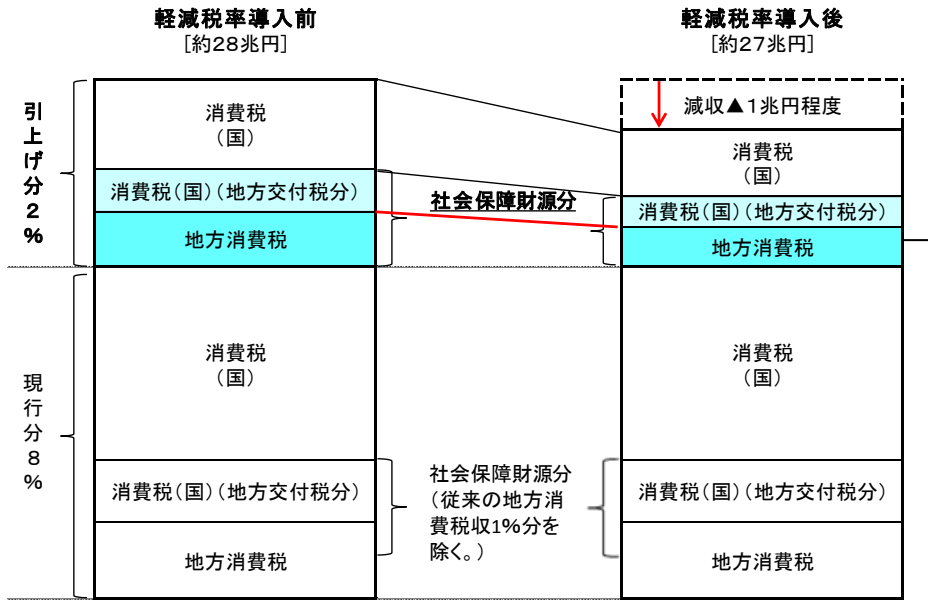 軽減税率導入前
［約28兆円］
引上げ分２％
消費税
（国）
消費税（国）（地方交付税分）
地方消費税
現行分８％
消費税
（国）
消費税（国）（地方交付税分）
地方消費税
社会保障財源分
社会保障財源分
（従来の地方消
費税収1％分を
除く。）
軽減税率導入後
［約27兆円］
減収▲１兆円程度
消費税
（国）
消費税（国）（地方交付税分）
地方消費税
消費税
（国）
消費税（国）（地方交付税分）
地方消費税